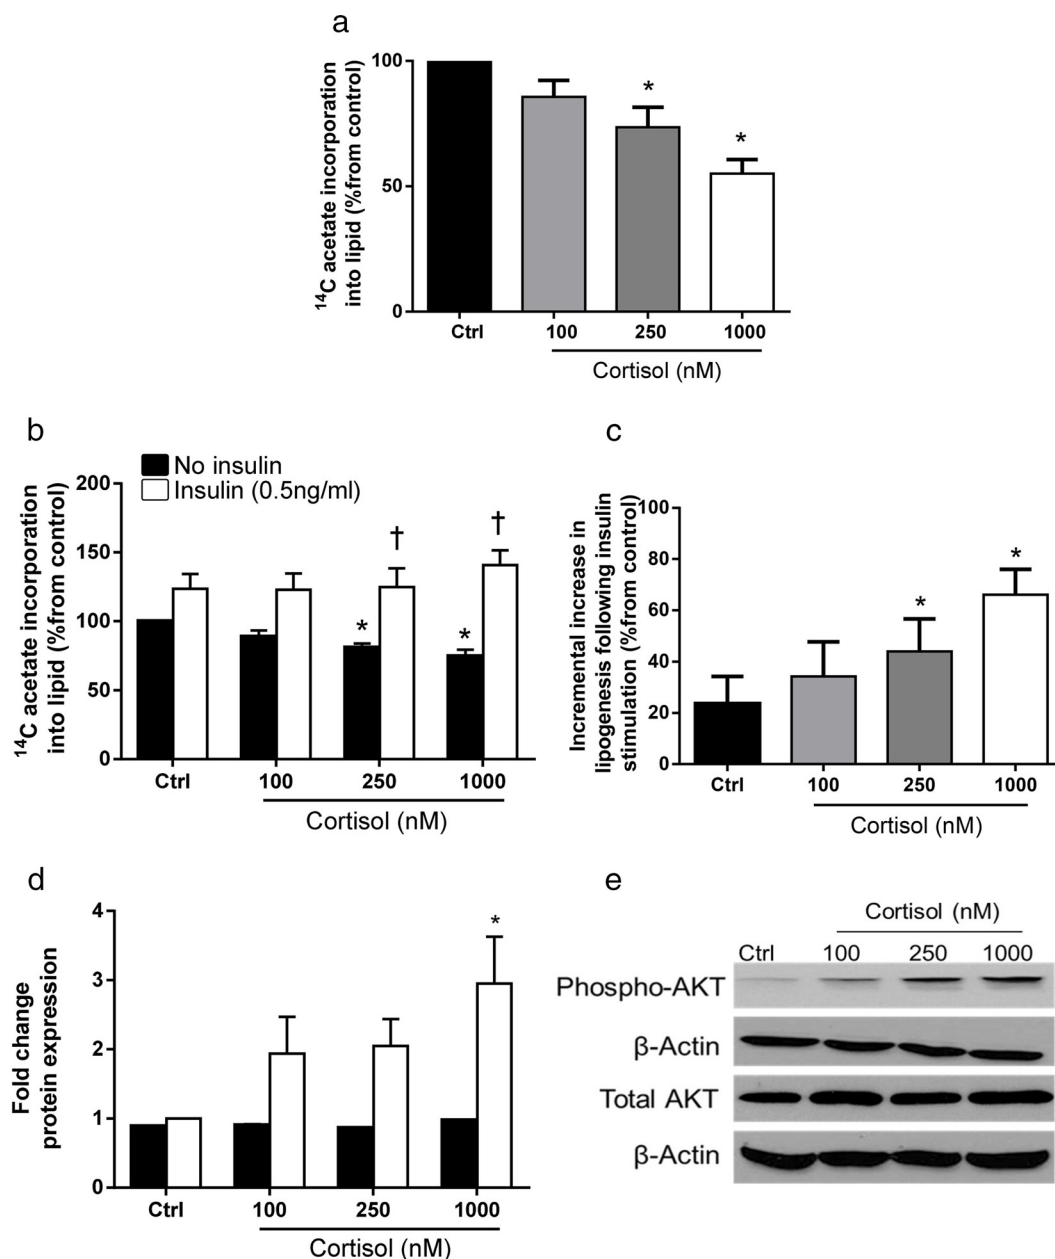 a
¹⁴C acetate incorporation
into lipid (%from control)
100
50
0
*
*
Ctrl 100 250 1000
Cortisol (nM)
b
No insulin
Insulin (0.5ng/ml)
¹⁴C acetate incorporation
into lipid (%from control)
200
150
100
50
0
† †
* *
Ctrl 100 250 1000
Cortisol (nM)
c
Incremental increase in
lipogenesis following insulin
stimulation (%from control)
100
80
60
40
20
0
*
*
Ctrl 100 250 1000
Cortisol (nM)
d
Fold change
protein expression
4
3
2
1
0
*
Ctrl 100 250 1000
Cortisol (nM)
e
Cortisol (nM)
Ctrl 100 250 1000
Phospho-AKT
β-Actin
Total AKT
β-Actin